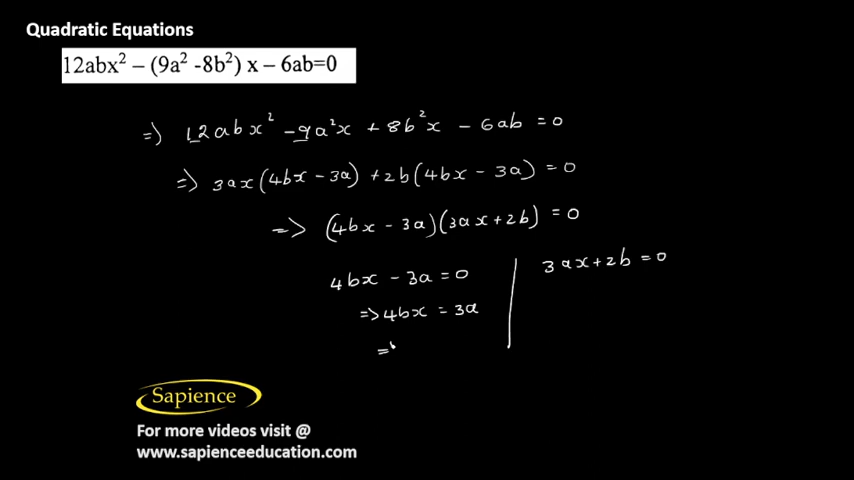 Quadratic Equations
12abx² – (9a² -8b²) x – 6ab=0
=> 12abx² - 9a²x + 8b²x - 6ab = 0
=> 3ax(4bx - 3a) + 2b(4bx - 3a) = 0
=> (4bx - 3a)(3ax+2b) = 0
4bx - 3a = 0
=> 4bx = 3a
=
3ax+2b = 0
Sapience
For more videos visit @
www.sapienceeducation.com